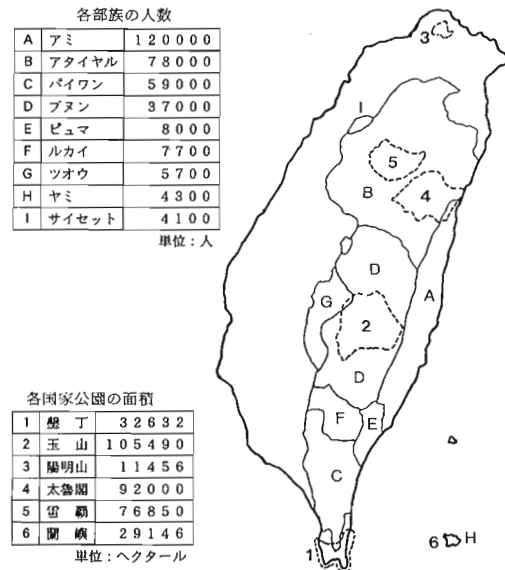 各部族の人数
A アミ 120000
B アタイヤル 78000
C パイワン 59000
D ブヌン 37000
E ピュマ 8000
F ルカイ 7700
G ツオウ 5700
H ヤミ 4300
I サイセット 4100
単位：人
各国家公園の面積
1 墾丁 32632
2 玉山 105490
3 陽明山 11456
4 太魯閣 92000
5 雪覇 76850
6 蘭嶼 29146
単位：ヘクタール
3
I
5
B
4
D
G
A
2
D
F
E
C
1
6 H